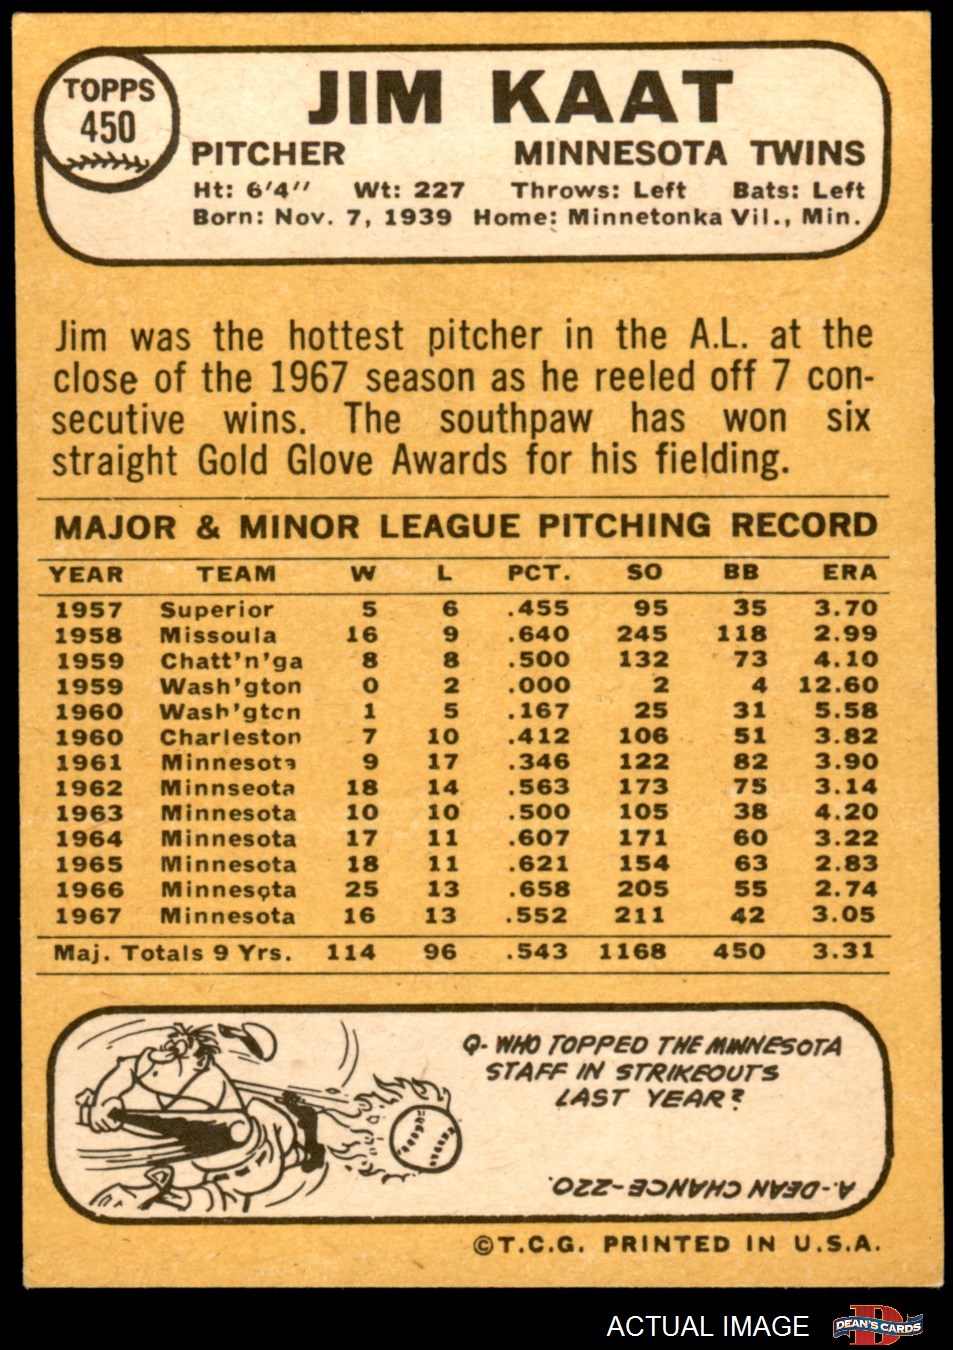 TOPPS
450
JIM KAAT
PITCHER MINNESOTA TWINS
Ht: 6'4'' Wt: 227 Throws: Left Bats: Left
Born: Nov. 7, 1939 Home: Minnetonka Vil., Min.
Jim was the hottest pitcher in the A.L. at the
close of the 1967 season as he reeled off 7 con-
secutive wins. The southpaw has won six
straight Gold Glove Awards for his fielding.
MAJOR & MINOR LEAGUE PITCHING RECORD
YEAR TEAM W L PCT. SO BB ERA
1957 Superior 5 6 .455 95 35 3.70
1958 Missoula 16 9 .640 245 118 2.99
1959 Chatt'n'ga 8 8 .500 132 73 4.10
1959 Wash'gton 0 2 .000 2 4 12.60
1960 Wash'gton 1 5 .167 25 31 5.58
1960 Charleston 7 10 .412 106 51 3.82
1961 Minnesota 9 17 .346 122 82 3.90
1962 Minnseota 18 14 .563 173 75 3.14
1963 Minnesota 10 10 .500 105 38 4.20
1964 Minnesota 17 11 .607 171 60 3.22
1965 Minnesota 18 11 .621 154 63 2.83
1966 Minnesota 25 13 .658 205 55 2.74
1967 Minnesota 16 13 .552 211 42 3.05
Maj. Totals 9 Yrs. 114 96 .543 1168 450 3.31
Q- WHO TOPPED THE MINNESOTA
STAFF IN STRIKEOUTS
LAST YEAR?
A.- DEAN CHANCE-220.
©T.C.G. PRINTED IN U.S.A.
ACTUAL IMAGE
D
DEAN'S CARDS